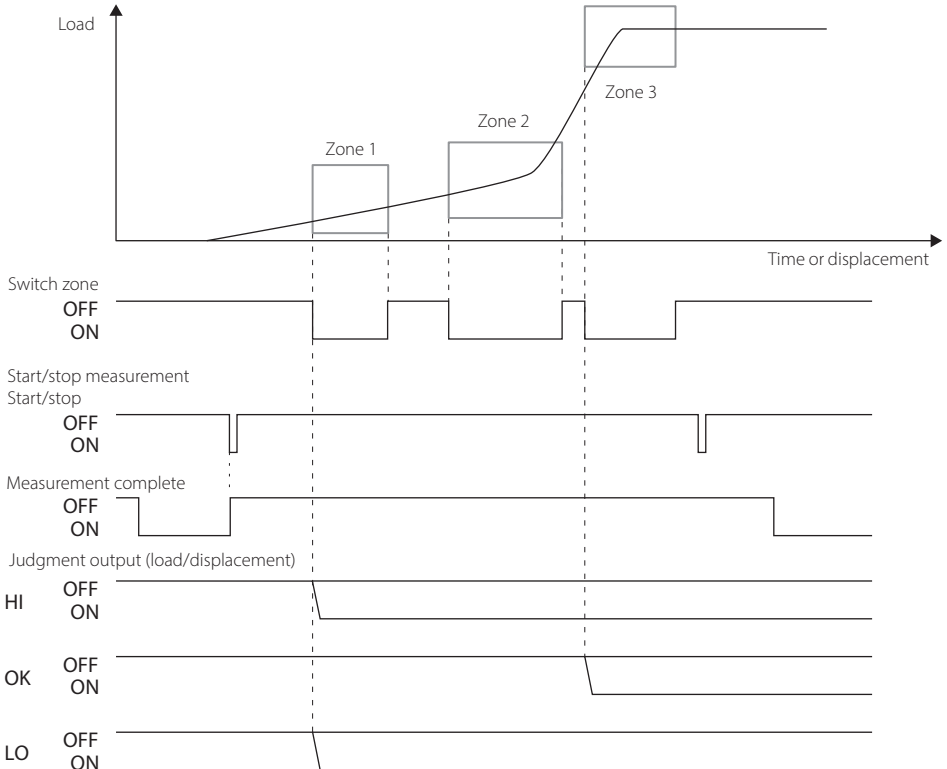 Load
Zone 3
Zone 2
Zone 1
Time or displacement
Switch zone
OFF
ON
Start/stop measurement
Start/stop
OFF
ON
Measurement complete
OFF
ON
Judgment output (load/displacement)
HI OFF
ON
OK OFF
ON
LO OFF
ON